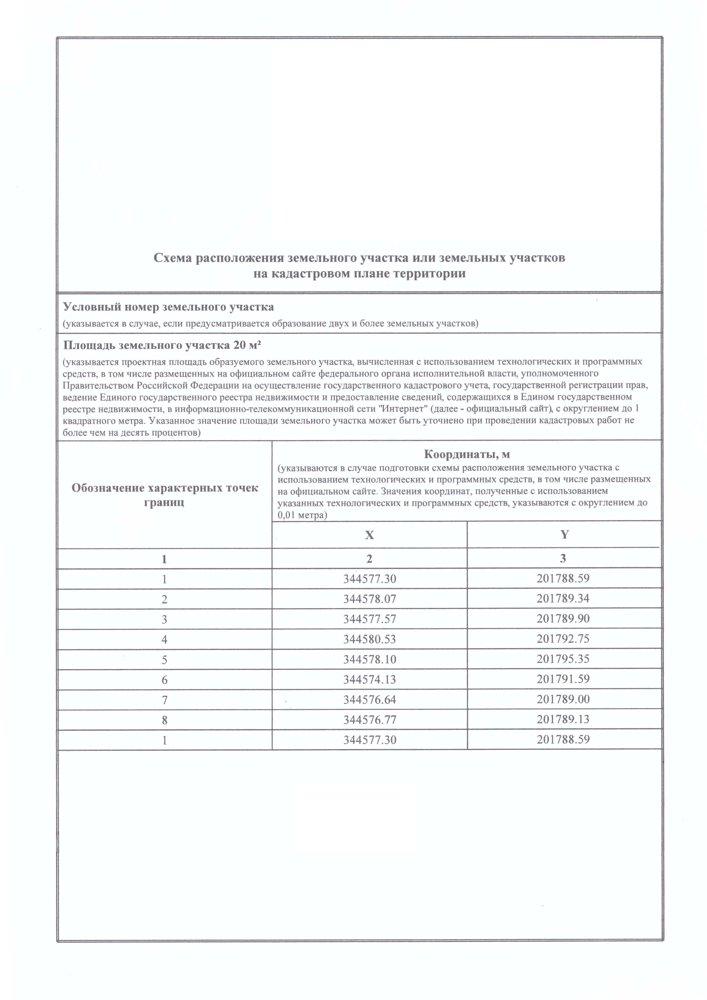 Схема расположения земельного участка или земельных участков
на кадастровом плане территории
Условный номер земельного участка
(указывается в случае, если предусматривается образование двух и более земельных участков)
Площадь земельного участка 20 м²
(указывается проектная площадь образуемого земельного участка, вычисленная с использованием технологических и программных
средств, в том числе размещенных на официальном сайте федерального органа исполнительной власти, уполномоченного
Правительством Российской Федерации на осуществление государственного кадастрового учета, государственной регистрации прав,
ведение Единого государственного реестра недвижимости и предоставление сведений, содержащихся в Едином государственном
реестре недвижимости, в информационно-телекоммуникационной сети "Интернет" (далее - официальный сайт), с округлением до 1
квадратного метра. Указанное значение площади земельного участка может быть уточнено при проведении кадастровых работ не
более чем на десять процентов)
Обозначение характерных точек
границ
Координаты, м
(указываются в случае подготовки схемы расположения земельного участка с
использованием технологических и программных средств, в том числе размещенных
на официальном сайте. Значения координат, полученные с использованием
указанных технологических и программных средств, указываются с округлением до
0,01 метра)
X Y
1 2 3
1 344577.30 201788.59
2 344578.07 201789.34
3 344577.57 201789.90
4 344580.53 201792.75
5 344578.10 201795.35
6 344574.13 201791.59
7 344576.64 201789.00
8 344576.77 201789.13
1 344577.30 201788.59